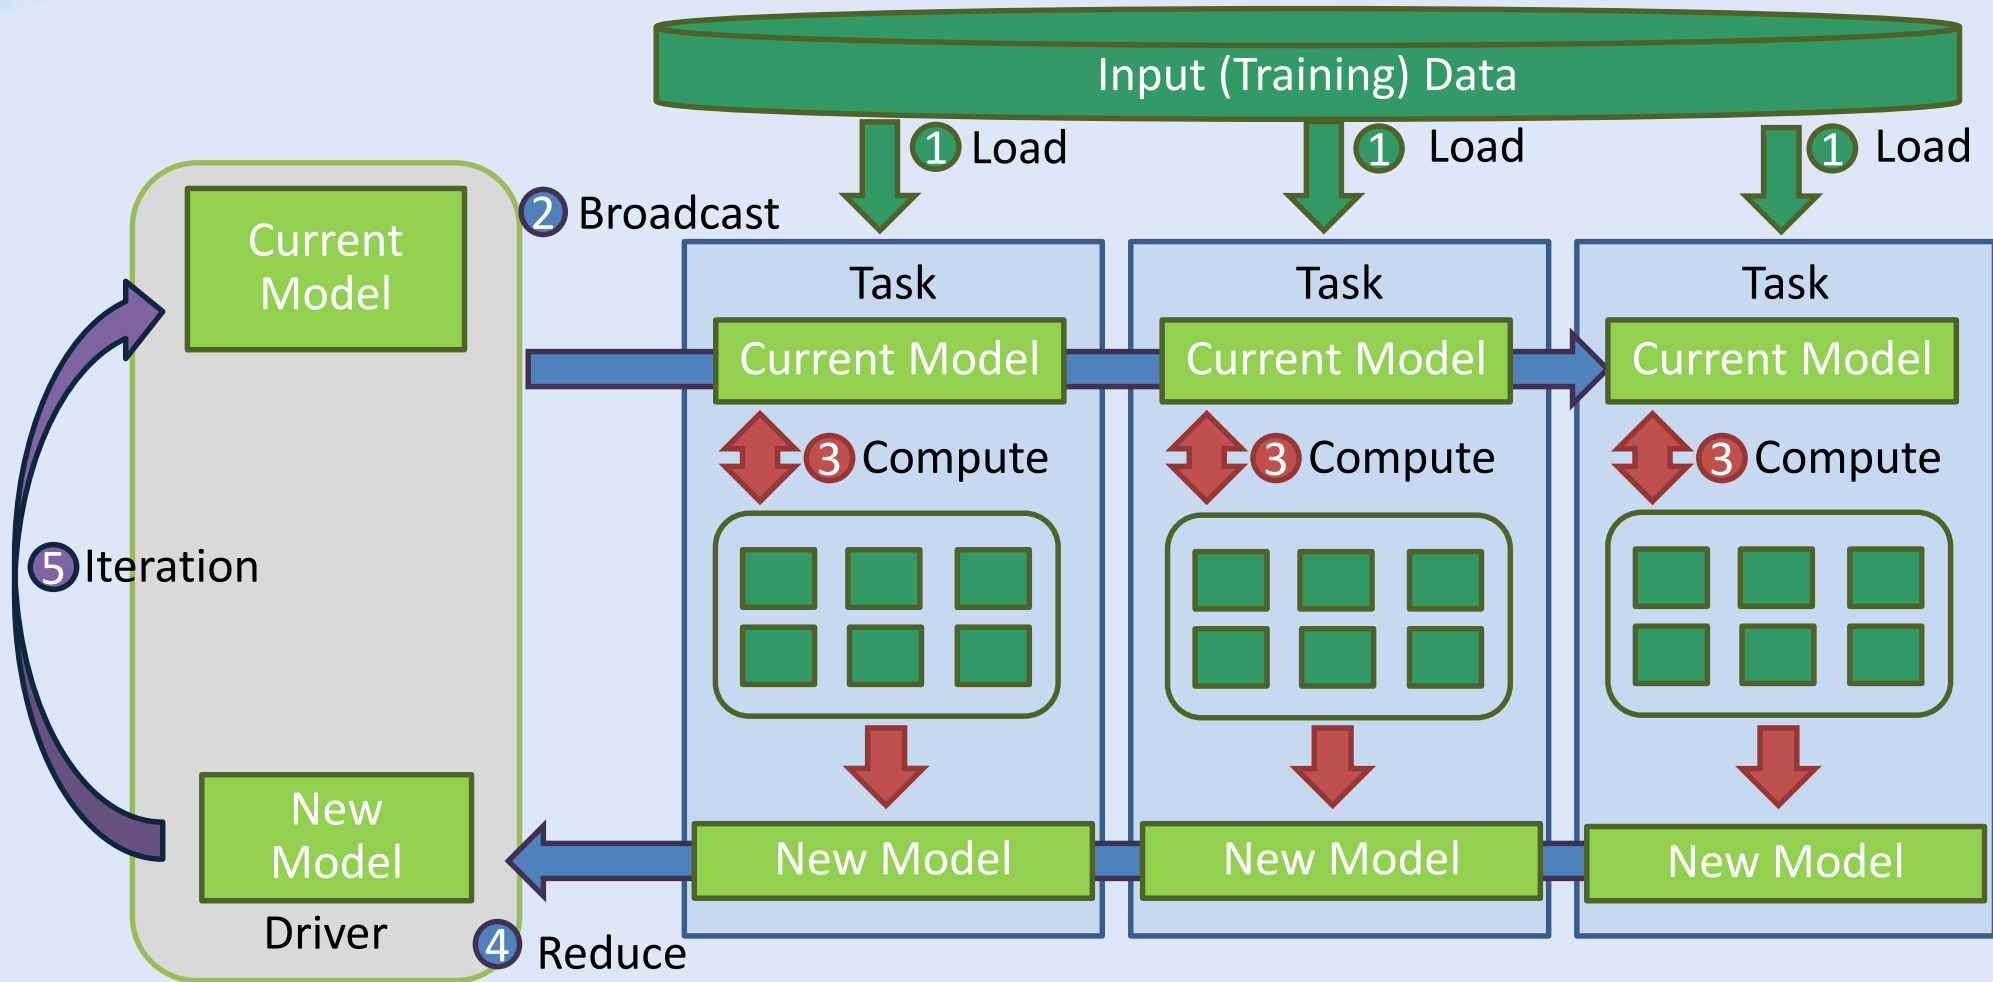 Input (Training) Data
1 Load
1 Load
1 Load
Current
Model
2 Broadcast
Task
Task
Task
Current Model
Current Model
Current Model
3 Compute
3 Compute
3 Compute
5 Iteration
New
Model
New Model
New Model
New Model
Driver
4 Reduce